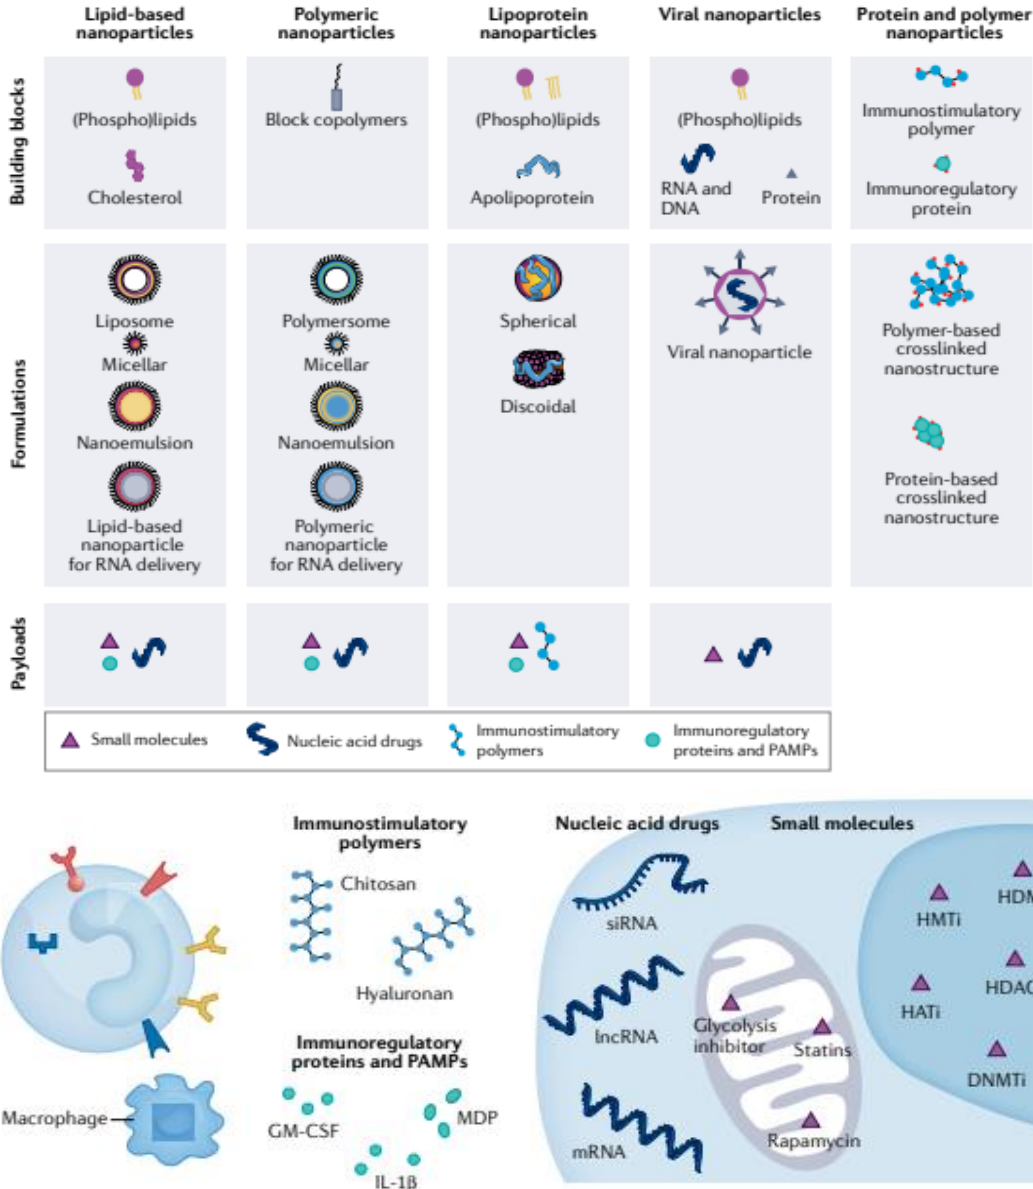 Lipid-based
nanoparticles
Polymeric
nanoparticles
Lipoprotein
nanoparticles
Viral nanoparticles
Protein and polymer
nanoparticles
Building blocks
(Phospho)lipids
Cholesterol
Block copolymers
(Phospho)lipids
Apolipoprotein
(Phospho)lipids
RNA and
DNA
Protein
Immunostimulatory
polymer
Immunoregulatory
protein
Formulations
Liposome
Micellar
Nanoemulsion
Lipid-based
nanoparticle
for RNA delivery
Polymersome
Micellar
Nanoemulsion
Polymeric
nanoparticle
for RNA delivery
Spherical
Discoidal
Viral nanoparticle
Polymer-based
crosslinked
nanostructure
Protein-based
crosslinked
nanostructure
Payloads
Small molecules
Nucleic acid drugs
Immunostimulatory
polymers
Immunoregulatory
proteins and PAMPs
Macrophage
Immunostimulatory
polymers
Chitosan
Hyaluronan
Immunoregulatory
proteins and PAMPs
GM-CSF
MDP
IL-1β
Nucleic acid drugs
siRNA
lncRNA
mRNA
Small molecules
Glycolysis
inhibitor
Statins
Rapamycin
HMTi
HATi
DNMTi